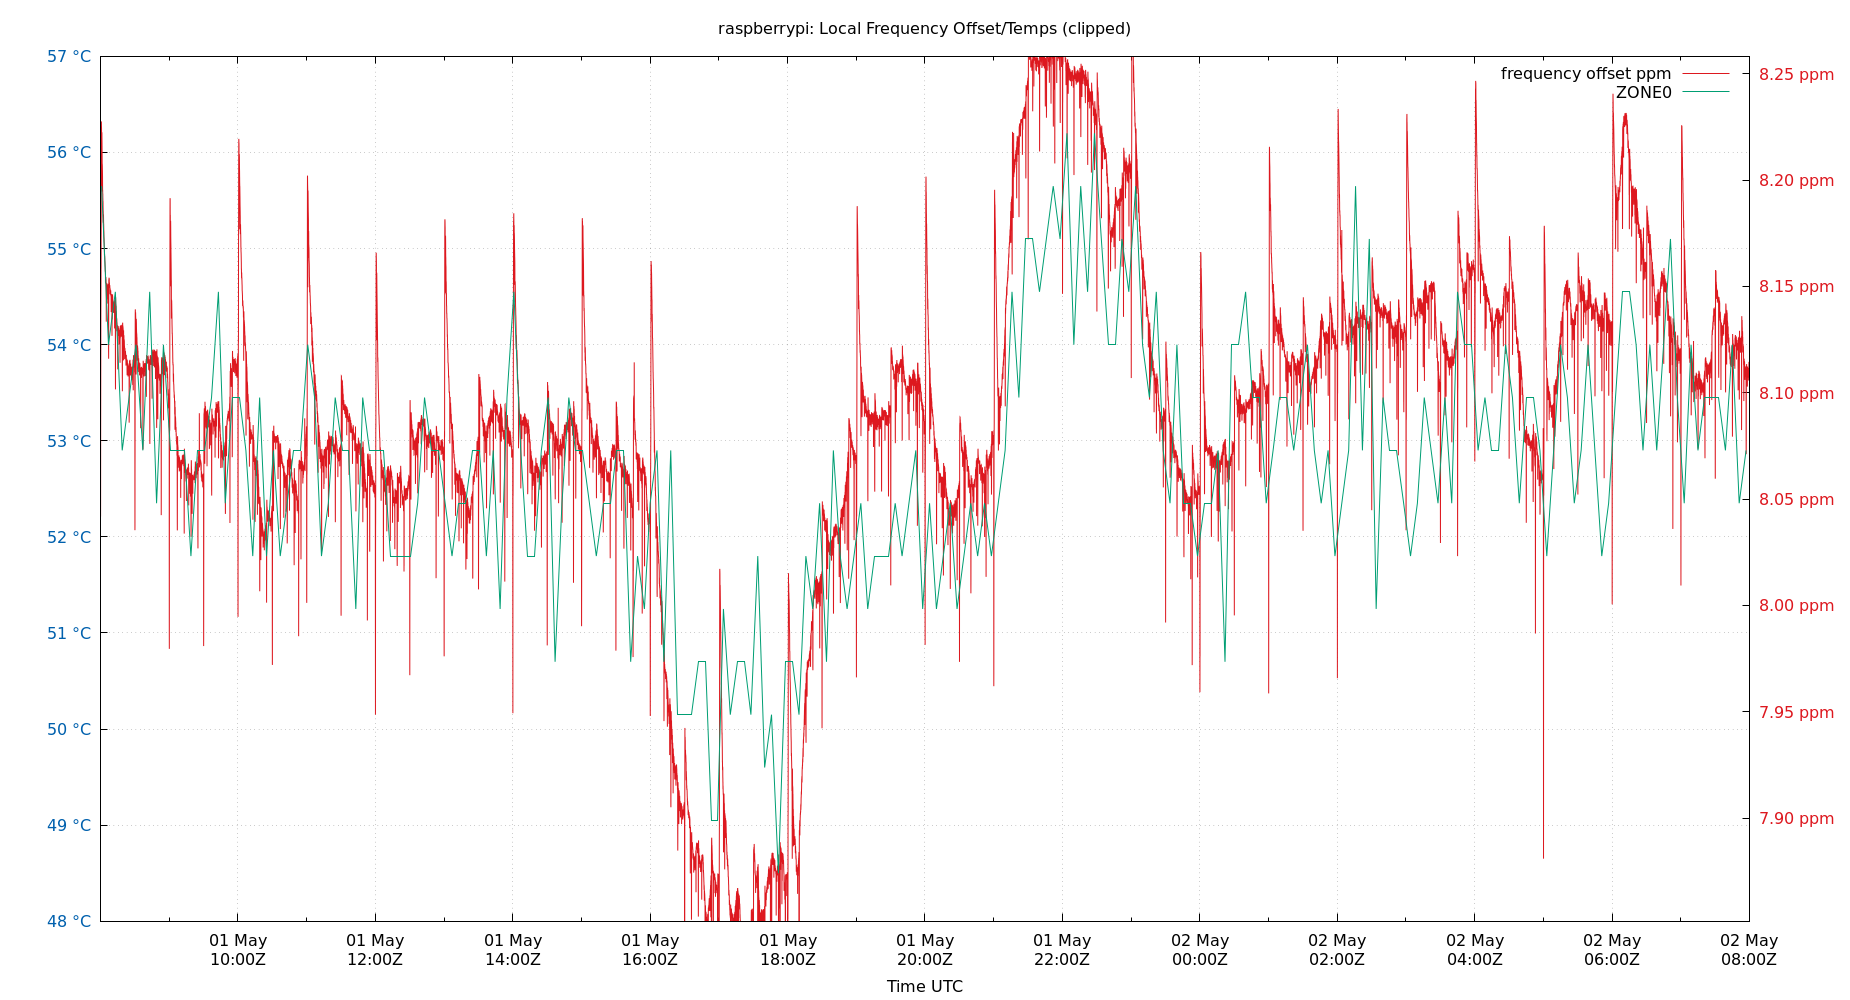 raspberrypi: Local Frequency Offset/Temps (clipped)
57 °C
56 °C
55 °C
54 °C
53 °C
52 °C
51 °C
50 °C
49 °C
48 °C
frequency offset ppm
ZONE0
8.25 ppm
8.20 ppm
8.15 ppm
8.10 ppm
8.05 ppm
8.00 ppm
7.95 ppm
7.90 ppm
01 May
10:00Z
01 May
12:00Z
01 May
14:00Z
01 May
16:00Z
01 May
18:00Z
01 May
20:00Z
01 May
22:00Z
02 May
00:00Z
02 May
02:00Z
02 May
04:00Z
02 May
06:00Z
02 May
08:00Z
Time UTC